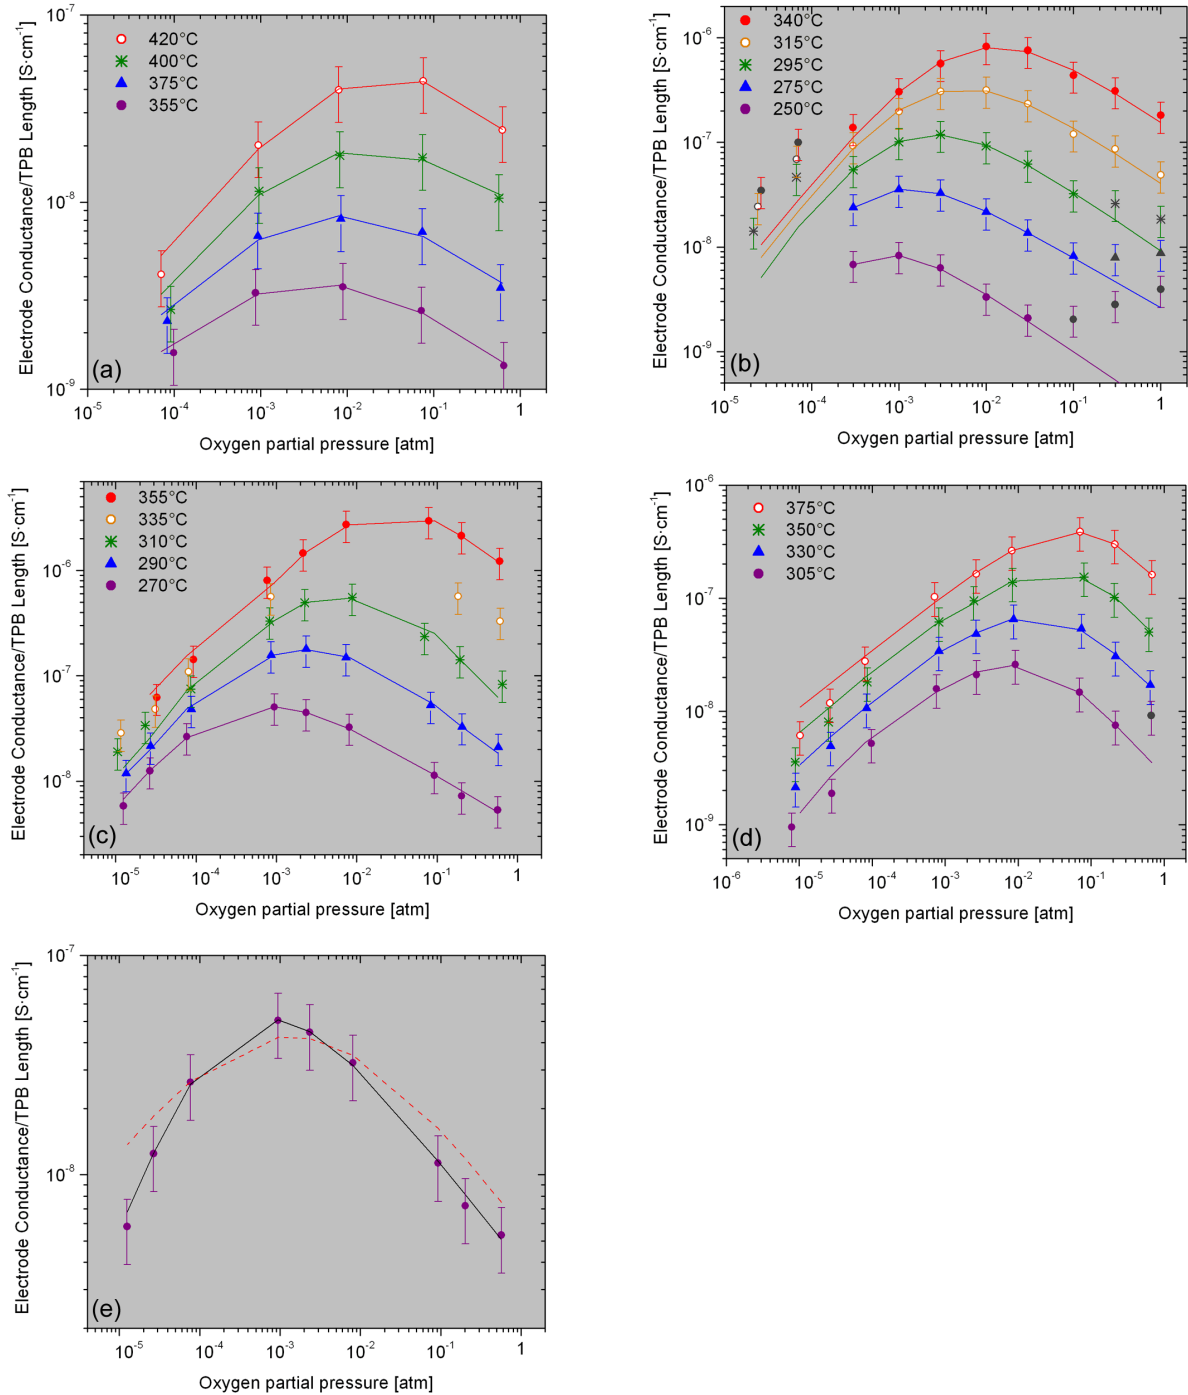 Electrode Conductance/TPB Length [S·cm⁻¹]
10⁻⁷
10⁻⁸
10⁻⁹
420°C
400°C
375°C
355°C
(a)
10⁻⁵ 10⁻⁴ 10⁻³ 10⁻² 10⁻¹ 1
Oxygen partial pressure [atm]
Electrode Conductance/TPB Length [S·cm⁻¹]
10⁻⁶
10⁻⁷
10⁻⁸
10⁻⁹
340°C
315°C
295°C
275°C
250°C
(b)
10⁻⁵ 10⁻⁴ 10⁻³ 10⁻² 10⁻¹ 1
Oxygen partial pressure [atm]
Electrode Conductance/TPB Length [S·cm⁻¹]
10⁻⁶
10⁻⁷
10⁻⁸
355°C
335°C
310°C
290°C
270°C
(c)
10⁻⁵ 10⁻⁴ 10⁻³ 10⁻² 10⁻¹ 1
Oxygen partial pressure [atm]
Electrode Conductance/TPB Length [S·cm⁻¹]
10⁻⁶
10⁻⁷
10⁻⁸
10⁻⁹
375°C
350°C
330°C
305°C
(d)
10⁻⁶ 10⁻⁵ 10⁻⁴ 10⁻³ 10⁻² 10⁻¹ 1
Oxygen partial pressure [atm]
Electrode Conductance/TPB Length [S·cm⁻¹]
10⁻⁷
10⁻⁸
(e)
10⁻⁵ 10⁻⁴ 10⁻³ 10⁻² 10⁻¹ 1
Oxygen partial pressure [atm]